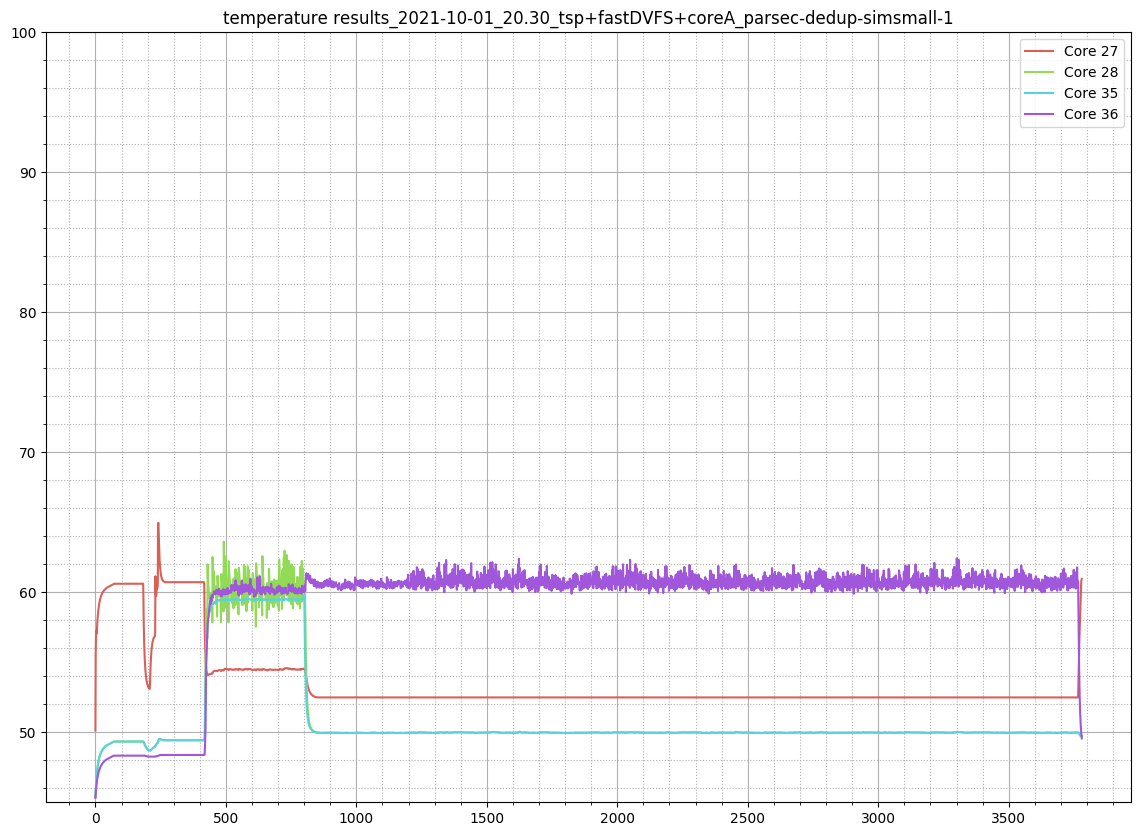 temperature results_2021-10-01_20.30_tsp+fastDVFS+coreA_parsec-dedup-simsmall-1
100
90
80
70
60
50
Core 27
Core 28
Core 35
Core 36
0 500 1000 1500 2000 2500 3000 3500